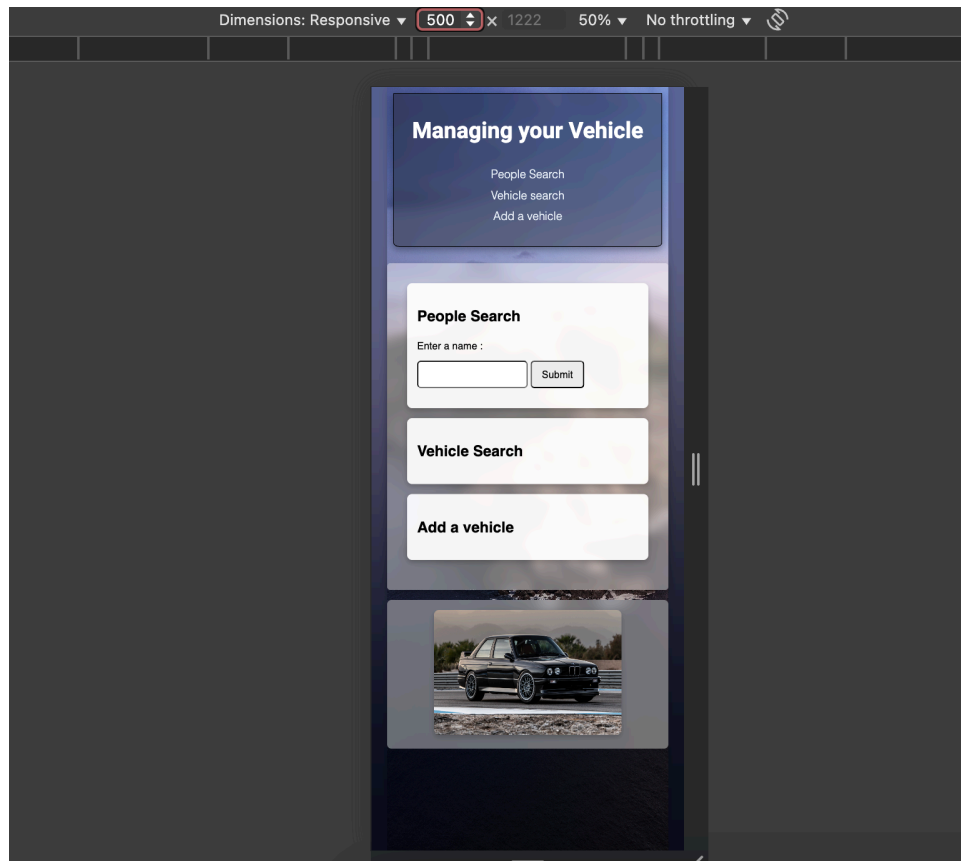 Dimensions: Responsive ▼ 500 × 1222 50% ▼ No throttling ▼
Managing your Vehicle
People Search
Vehicle search
Add a vehicle
People Search
Enter a name :
Submit
Vehicle Search
Add a vehicle